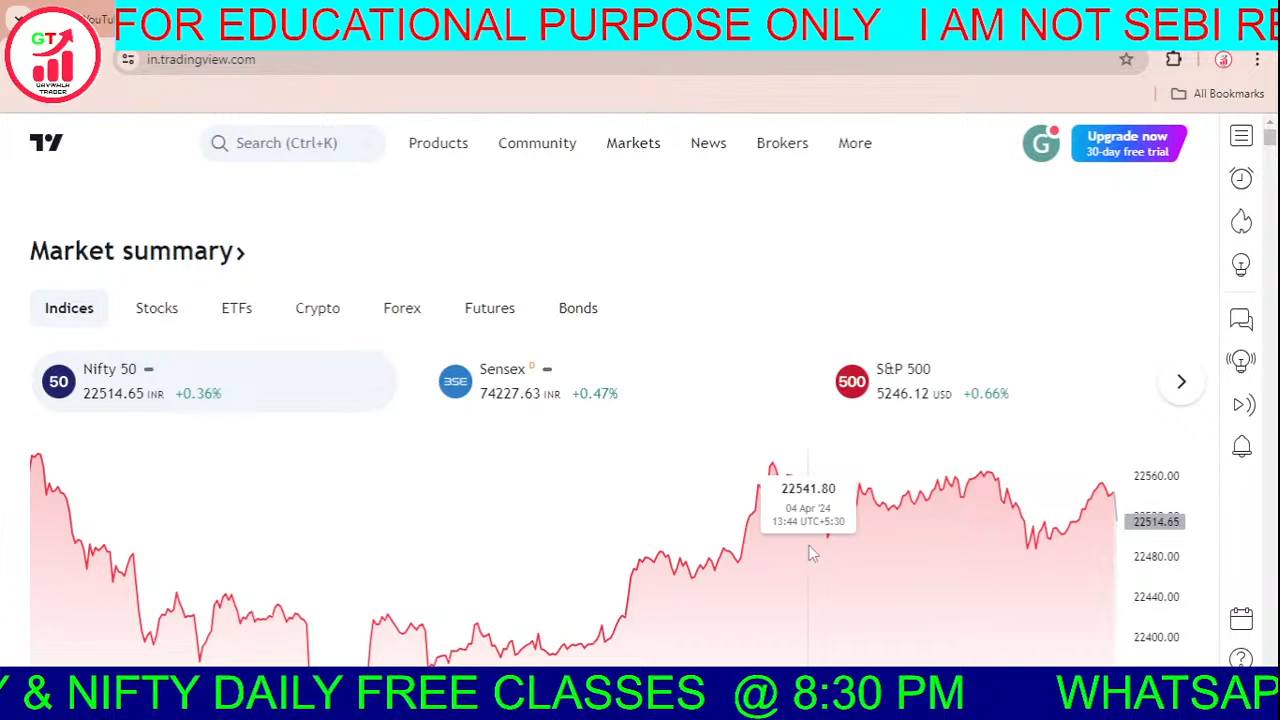 FOR EDUCATIONAL PURPOSE ONLY I AM NOT SEBI RE
GT
TRADER
in.tradingview.com
All Bookmarks
Search (Ctrl+K)
Products
Community
Markets
News
Brokers
More
G
Upgrade now
30-day free trial
Market summary
Indices
Stocks
ETFs
Crypto
Forex
Futures
Bonds
50
Nifty 50
22514.65 INR +0.36%
BSE
Sensex D
74227.63 INR +0.47%
500
S&P 500
5246.12 USD +0.66%
22541.80
04 Apr '24
13:44 UTC+5:30
22560.00
22514.65
22480.00
22440.00
22400.00
Y & NIFTY DAILY FREE CLASSES @ 8:30 PM WHATSAP